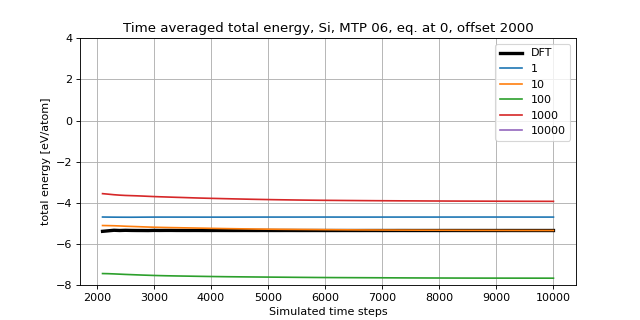 Time averaged total energy, Si, MTP 06, eq. at 0, offset 2000
4
2
0
−2
−4
−6
−8
total energy [eV/atom]
DFT
1
10
100
1000
10000
2000 3000 4000 5000 6000 7000 8000 9000 10000
Simulated time steps